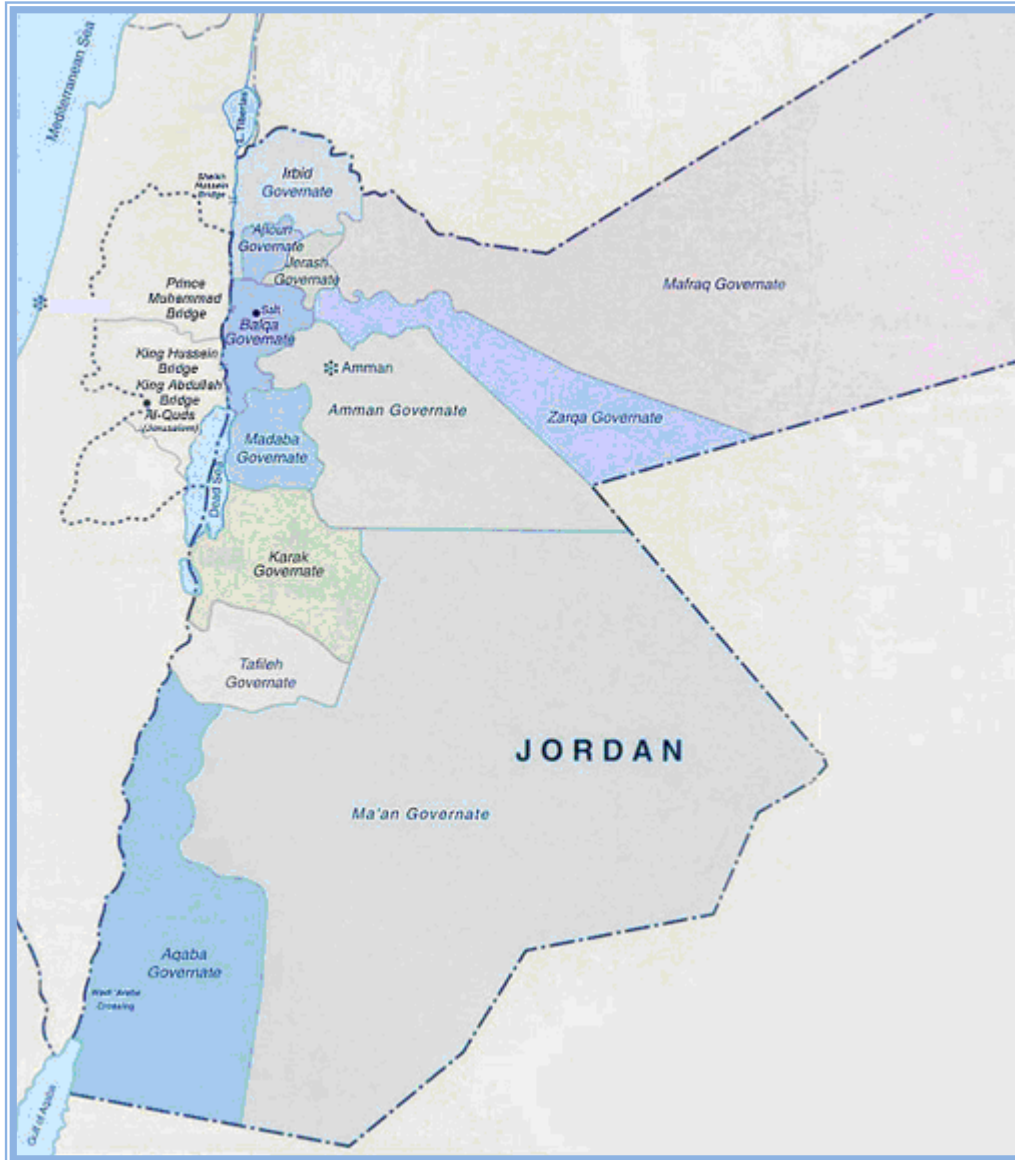 Mediterranean Sea
L. Tiberias
Sheikh
Hussein
Bridge
Irbid
Governate
Ajloun
Governate
Jerash
Governate
Mafraq Governate
Prince
Muhammad
Bridge
Salt
Balqa
Governate
King Hussein
Bridge
King Abdullah
Bridge
Al-Quds
(Jerusalem)
Amman
Amman Governate
Zarqa Governate
Madaba
Governate
Dead Sea
Karak
Governate
Tafileh
Governate
JORDAN
Ma'an Governate
Aqaba
Governate
Wadi 'Araba
Crossing
Gulf of Aqaba